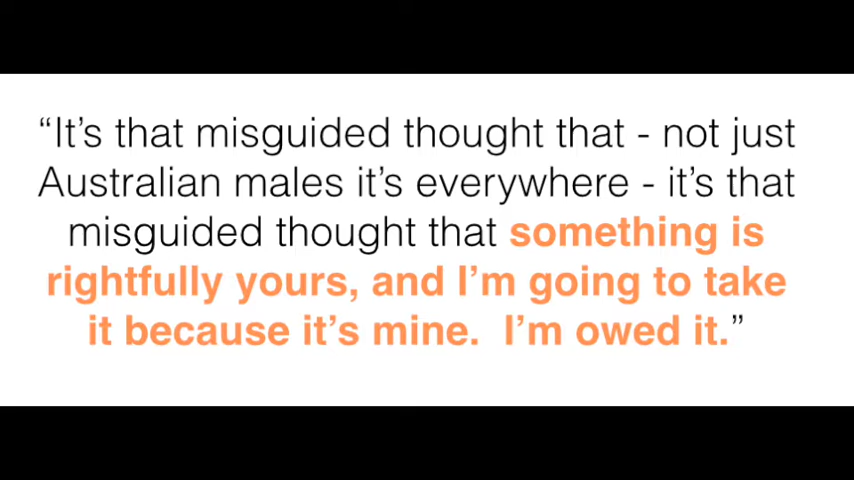 “It’s that misguided thought that - not just
Australian males it’s everywhere - it’s that
misguided thought that something is
rightfully yours, and I’m going to take
it because it’s mine.  I’m owed it.”